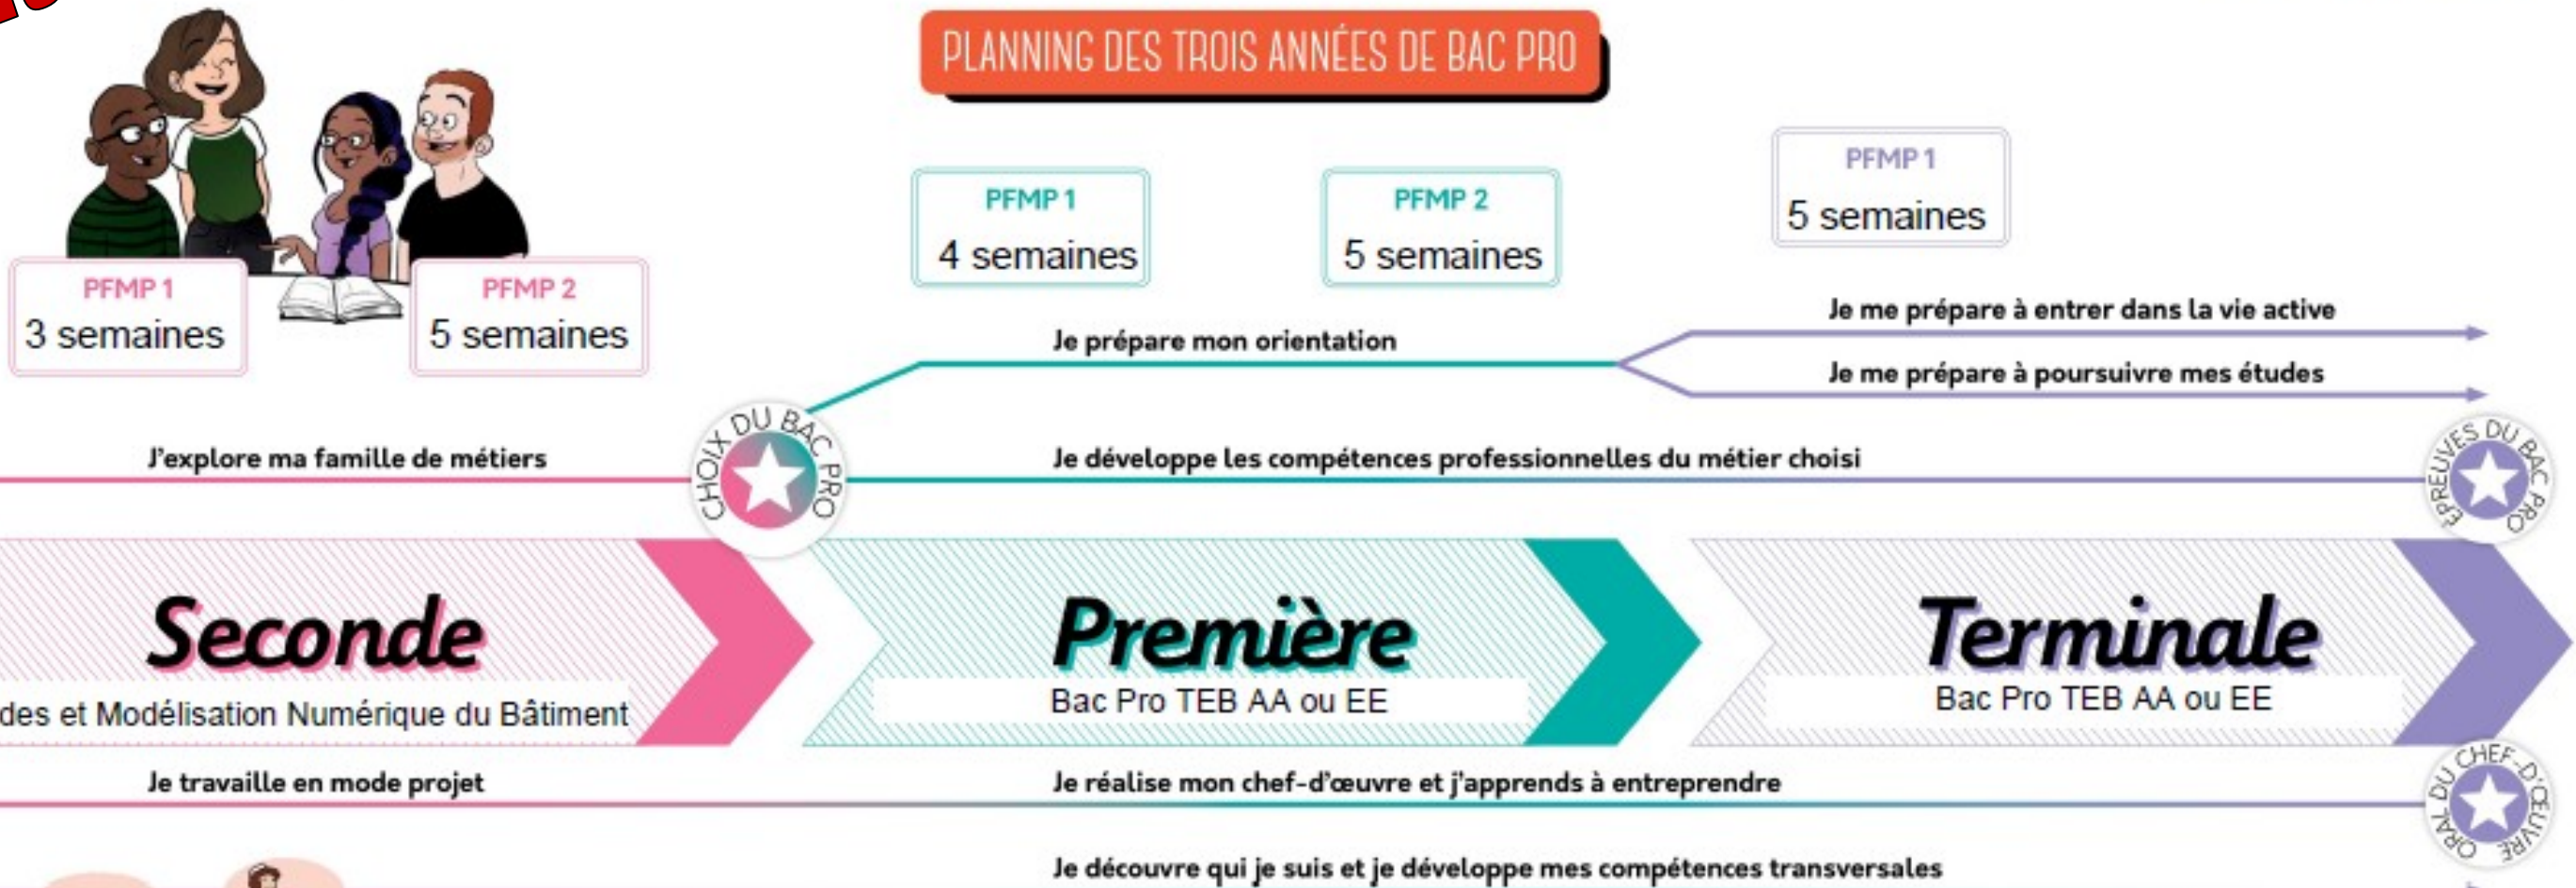 PLANNING DES TROIS ANNÉES DE BAC PRO
PFMP 1
3 semaines
PFMP 2
5 semaines
PFMP 1
4 semaines
PFMP 2
5 semaines
PFMP 1
5 semaines
Je me prépare à entrer dans la vie active
Je prépare mon orientation
Je me prépare à poursuivre mes études
J'explore ma famille de métiers
CHOIX DU BAC PRO
Je développe les compétences professionnelles du métier choisi
ÉPREUVES DU BAC PRO
Seconde
des et Modélisation Numérique du Bâtiment
Première
Bac Pro TEB AA ou EE
Terminale
Bac Pro TEB AA ou EE
Je travaille en mode projet
Je réalise mon chef-d'œuvre et j'apprends à entreprendre
ORAL DU CHEF-D'ŒUVRE
Je découvre qui je suis et je développe mes compétences transversales